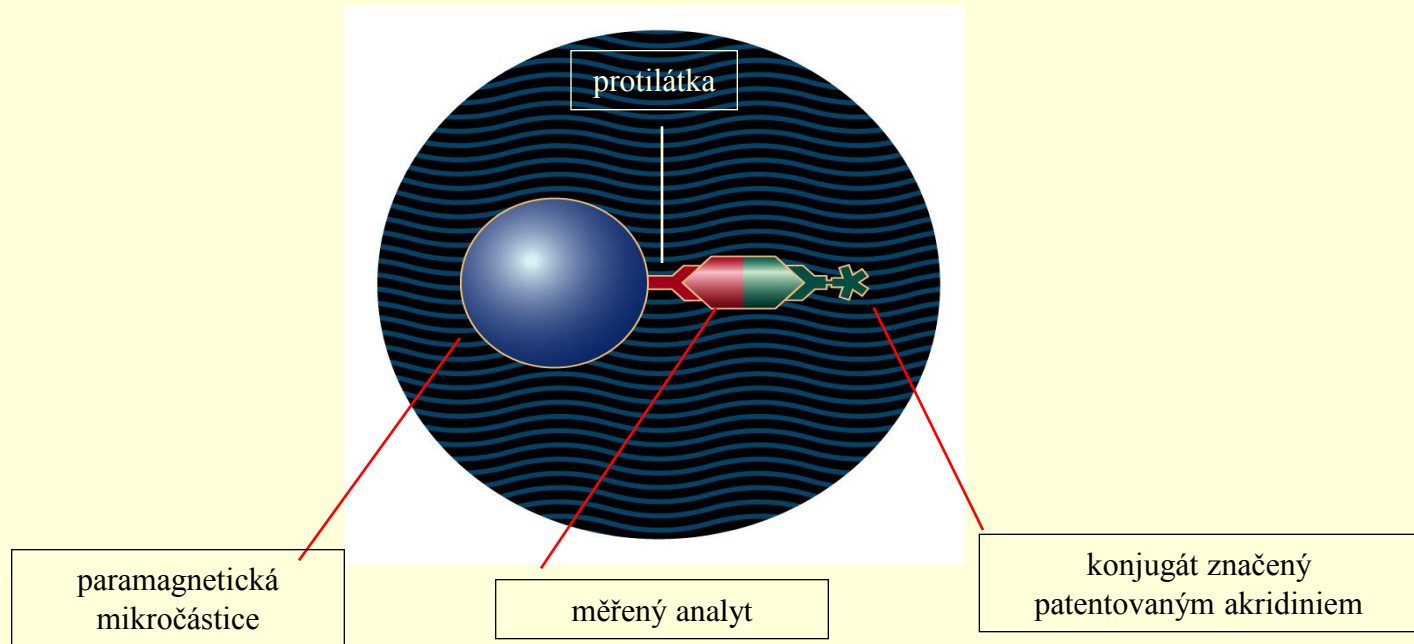 protilátka
paramagnetická
mikročástice
měřený analyt
konjugát značený
patentovaným akridiniem